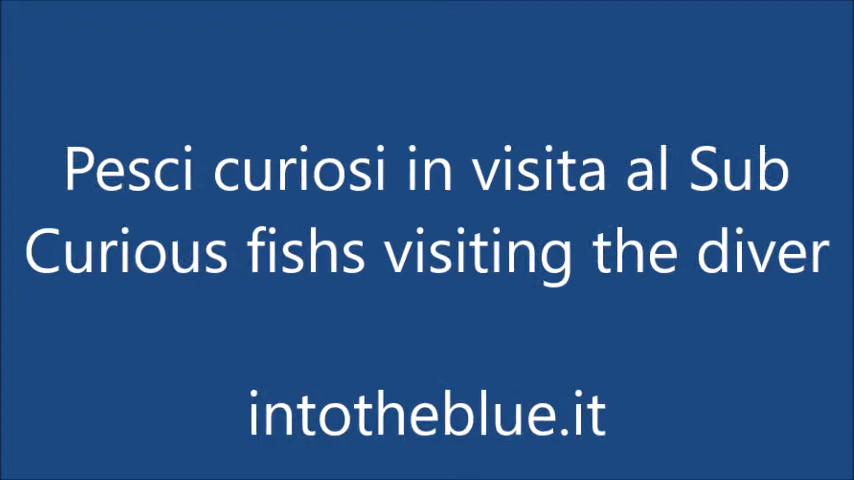 Pesci curiosi in visita al Sub
Curious fishs visiting the diver
intotheblue.it